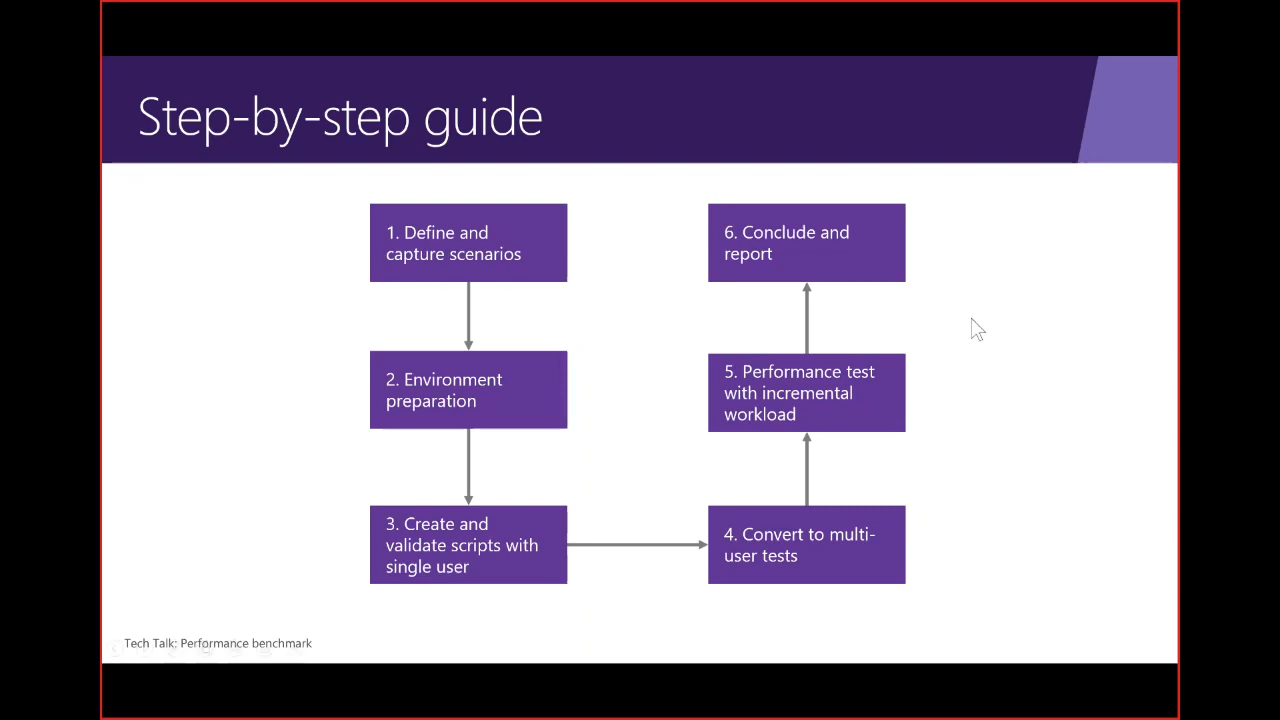 Step-by-step guide
1. Define and
capture scenarios
2. Environment
preparation
3. Create and
validate scripts with
single user
4. Convert to multi-
user tests
5. Performance test
with incremental
workload
6. Conclude and
report
Tech Talk: Performance benchmark